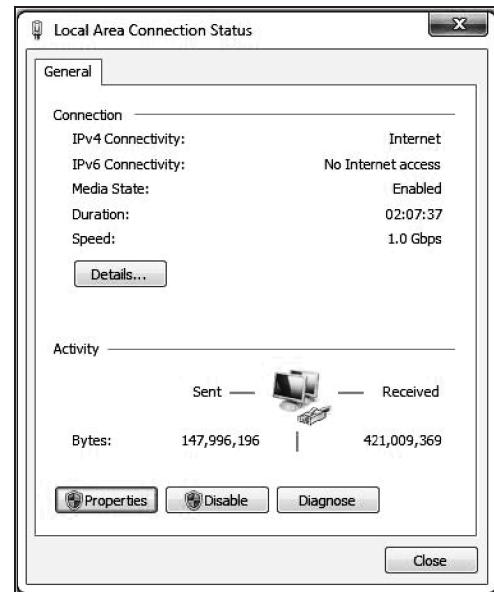 Local Area Connection Status
General
Connection
IPv4 Connectivity: Internet
IPv6 Connectivity: No Internet access
Media State: Enabled
Duration: 02:07:37
Speed: 1.0 Gbps
Details...
Activity
Sent Received
Bytes: 147,996,196 421,009,369
Properties Disable Diagnose
Close